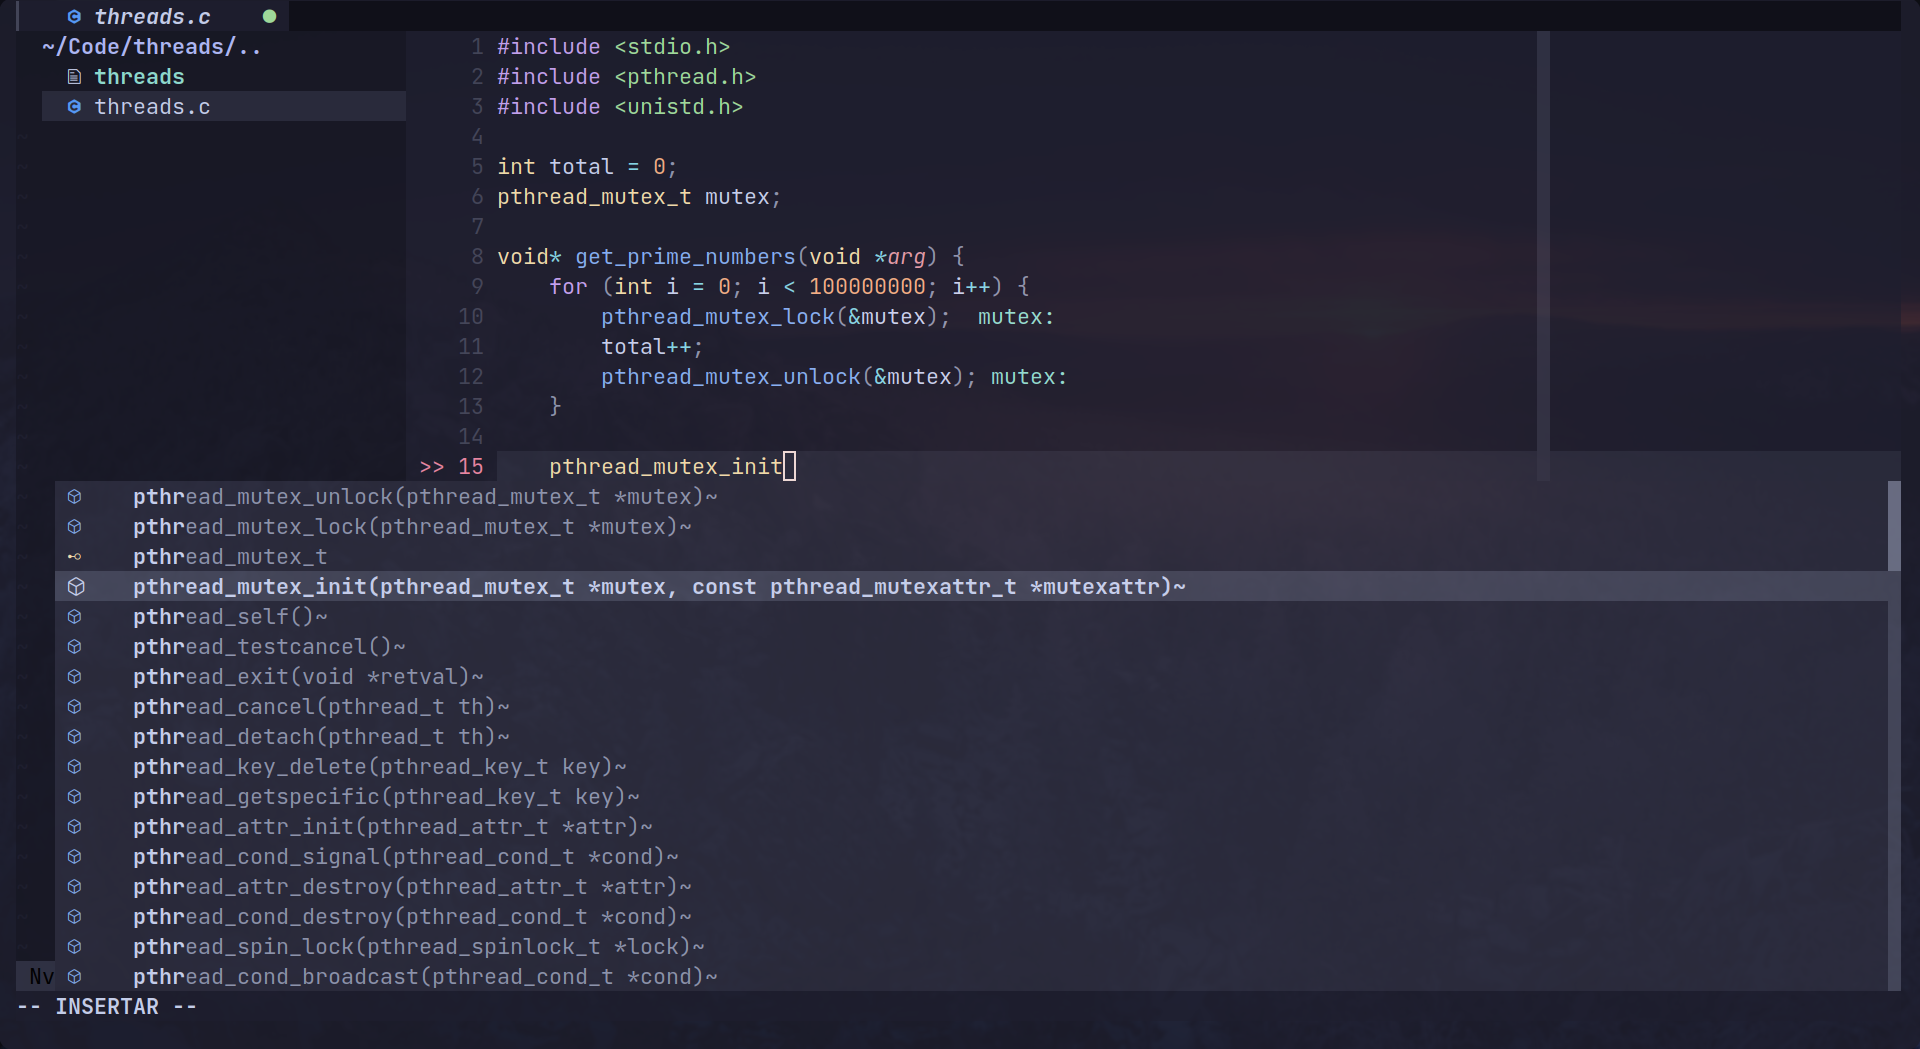 threads.c
~/Code/threads/..
threads
threads.c
1 #include <stdio.h>
2 #include <pthread.h>
3 #include <unistd.h>
4
5 int total = 0;
6 pthread_mutex_t mutex;
7
8 void* get_prime_numbers(void *arg) {
9 for (int i = 0; i < 100000000; i++) {
10 pthread_mutex_lock(&mutex);  mutex:
11 total++;
12 pthread_mutex_unlock(&mutex); mutex:
13 }
14
>> 15 pthread_mutex_init
pthread_mutex_unlock(pthread_mutex_t *mutex)~
pthread_mutex_lock(pthread_mutex_t *mutex)~
pthread_mutex_t
pthread_mutex_init(pthread_mutex_t *mutex, const pthread_mutexattr_t *mutexattr)~
pthread_self()~
pthread_testcancel()~
pthread_exit(void *retval)~
pthread_cancel(pthread_t th)~
pthread_detach(pthread_t th)~
pthread_key_delete(pthread_key_t key)~
pthread_getspecific(pthread_key_t key)~
pthread_attr_init(pthread_attr_t *attr)~
pthread_cond_signal(pthread_cond_t *cond)~
pthread_attr_destroy(pthread_attr_t *attr)~
pthread_cond_destroy(pthread_cond_t *cond)~
pthread_spin_lock(pthread_spinlock_t *lock)~
Nv pthread_cond_broadcast(pthread_cond_t *cond)~
-- INSERTAR --